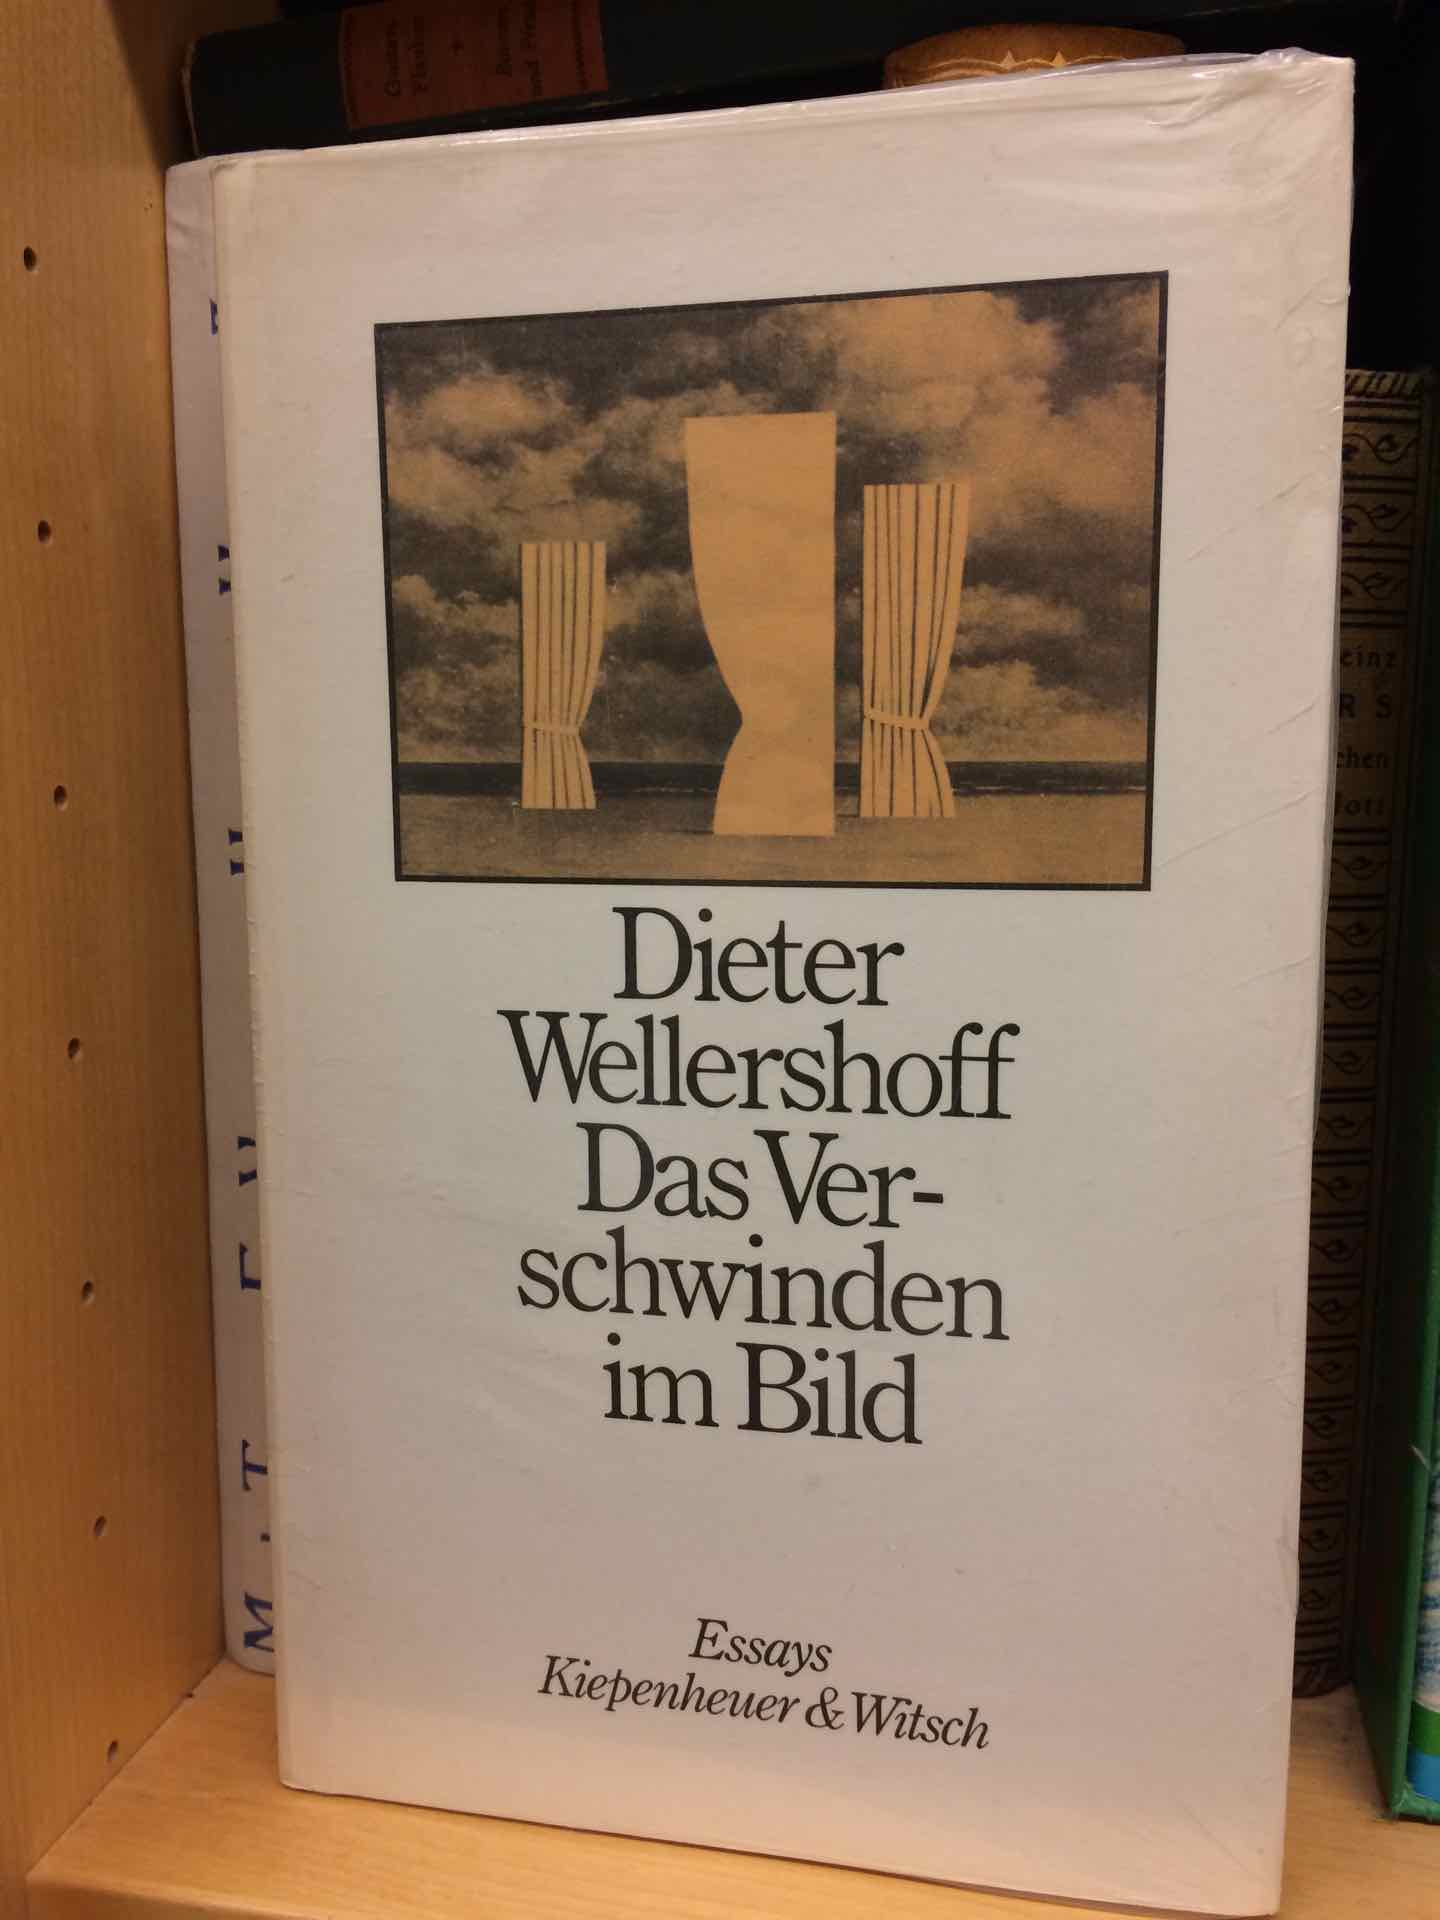 Dieter
Wellershoff
Das Ver-
schwinden
im Bild
Essays
Kiepenheuer & Witsch